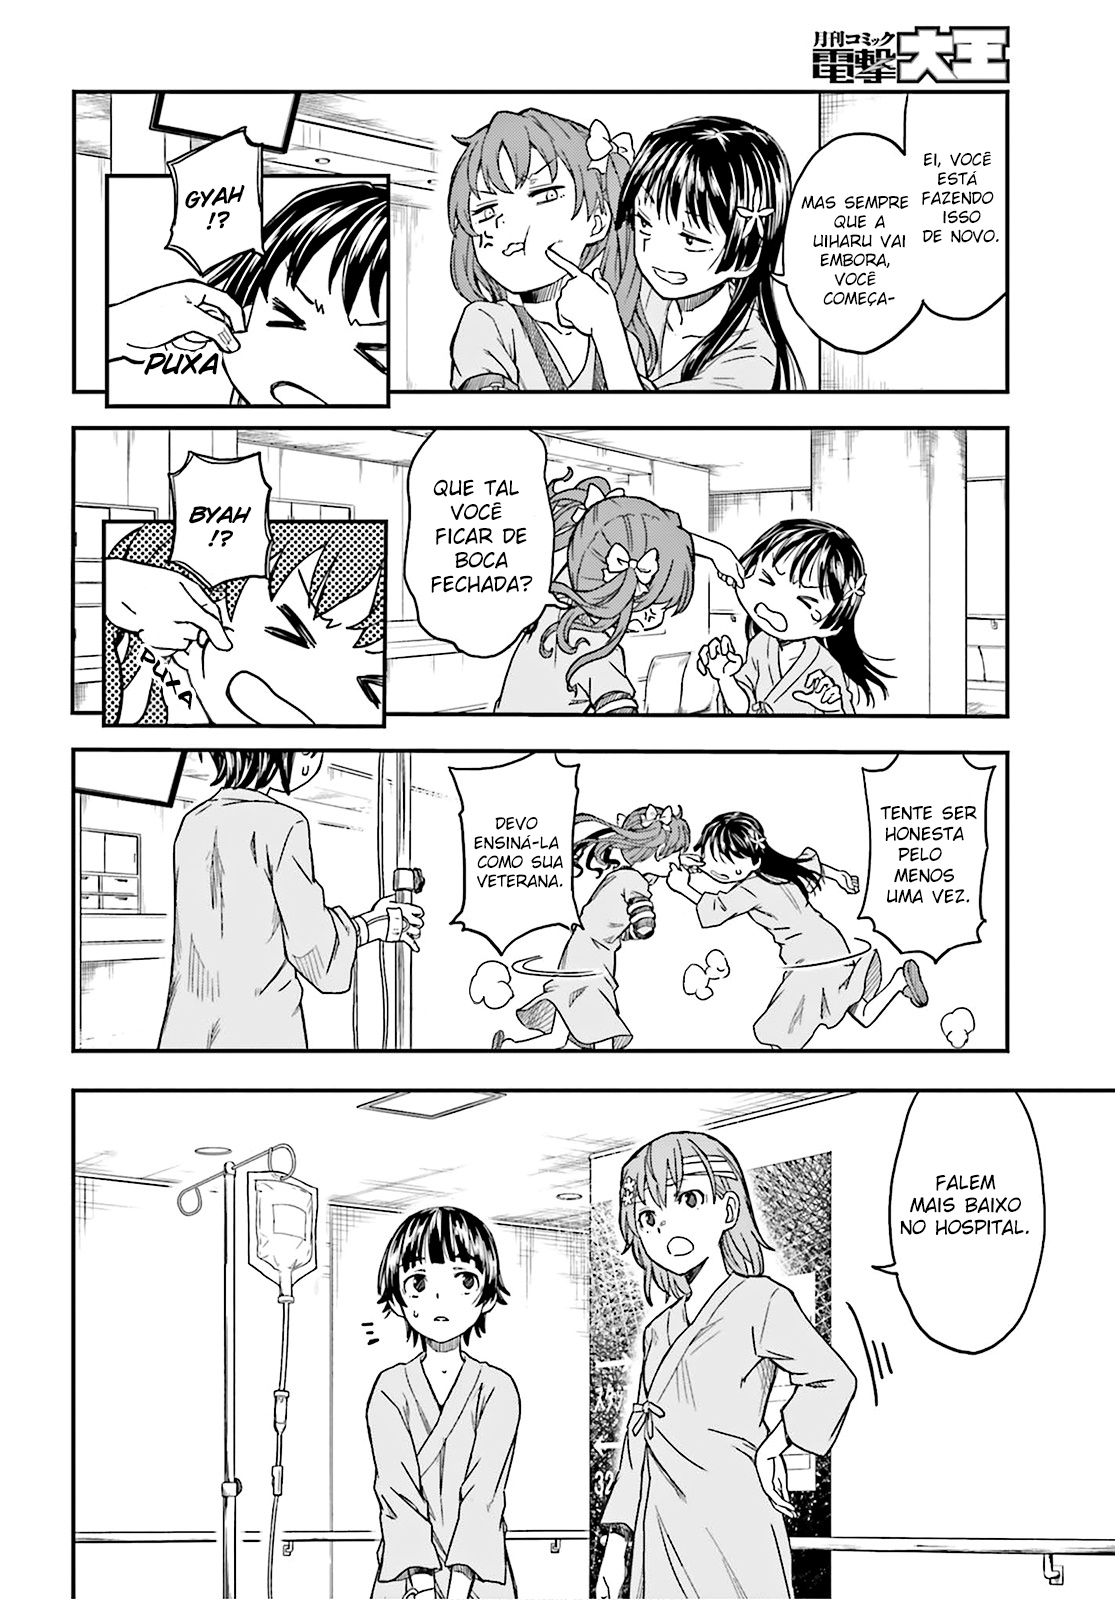 月刊コミック
電撃大王
EI, VOCÊ
ESTÁ
FAZENDO
ISSO
DE NOVO.
MAS SEMPRE
QUE A
UIHARU VAI
EMBORA,
VOCÊ
COMEÇA-
GYAH
!?
PUXA
QUE TAL
VOCÊ
FICAR DE
BOCA
FECHADA?
BYAH
!?
PUXA
TENTE SER
HONESTA
PELO
MENOS
UMA VEZ.
DEVO
ENSINÁ-LA
COMO SUA
VETERANA.
FALEM
MAIS BAIXO
NO HOSPITAL.
32